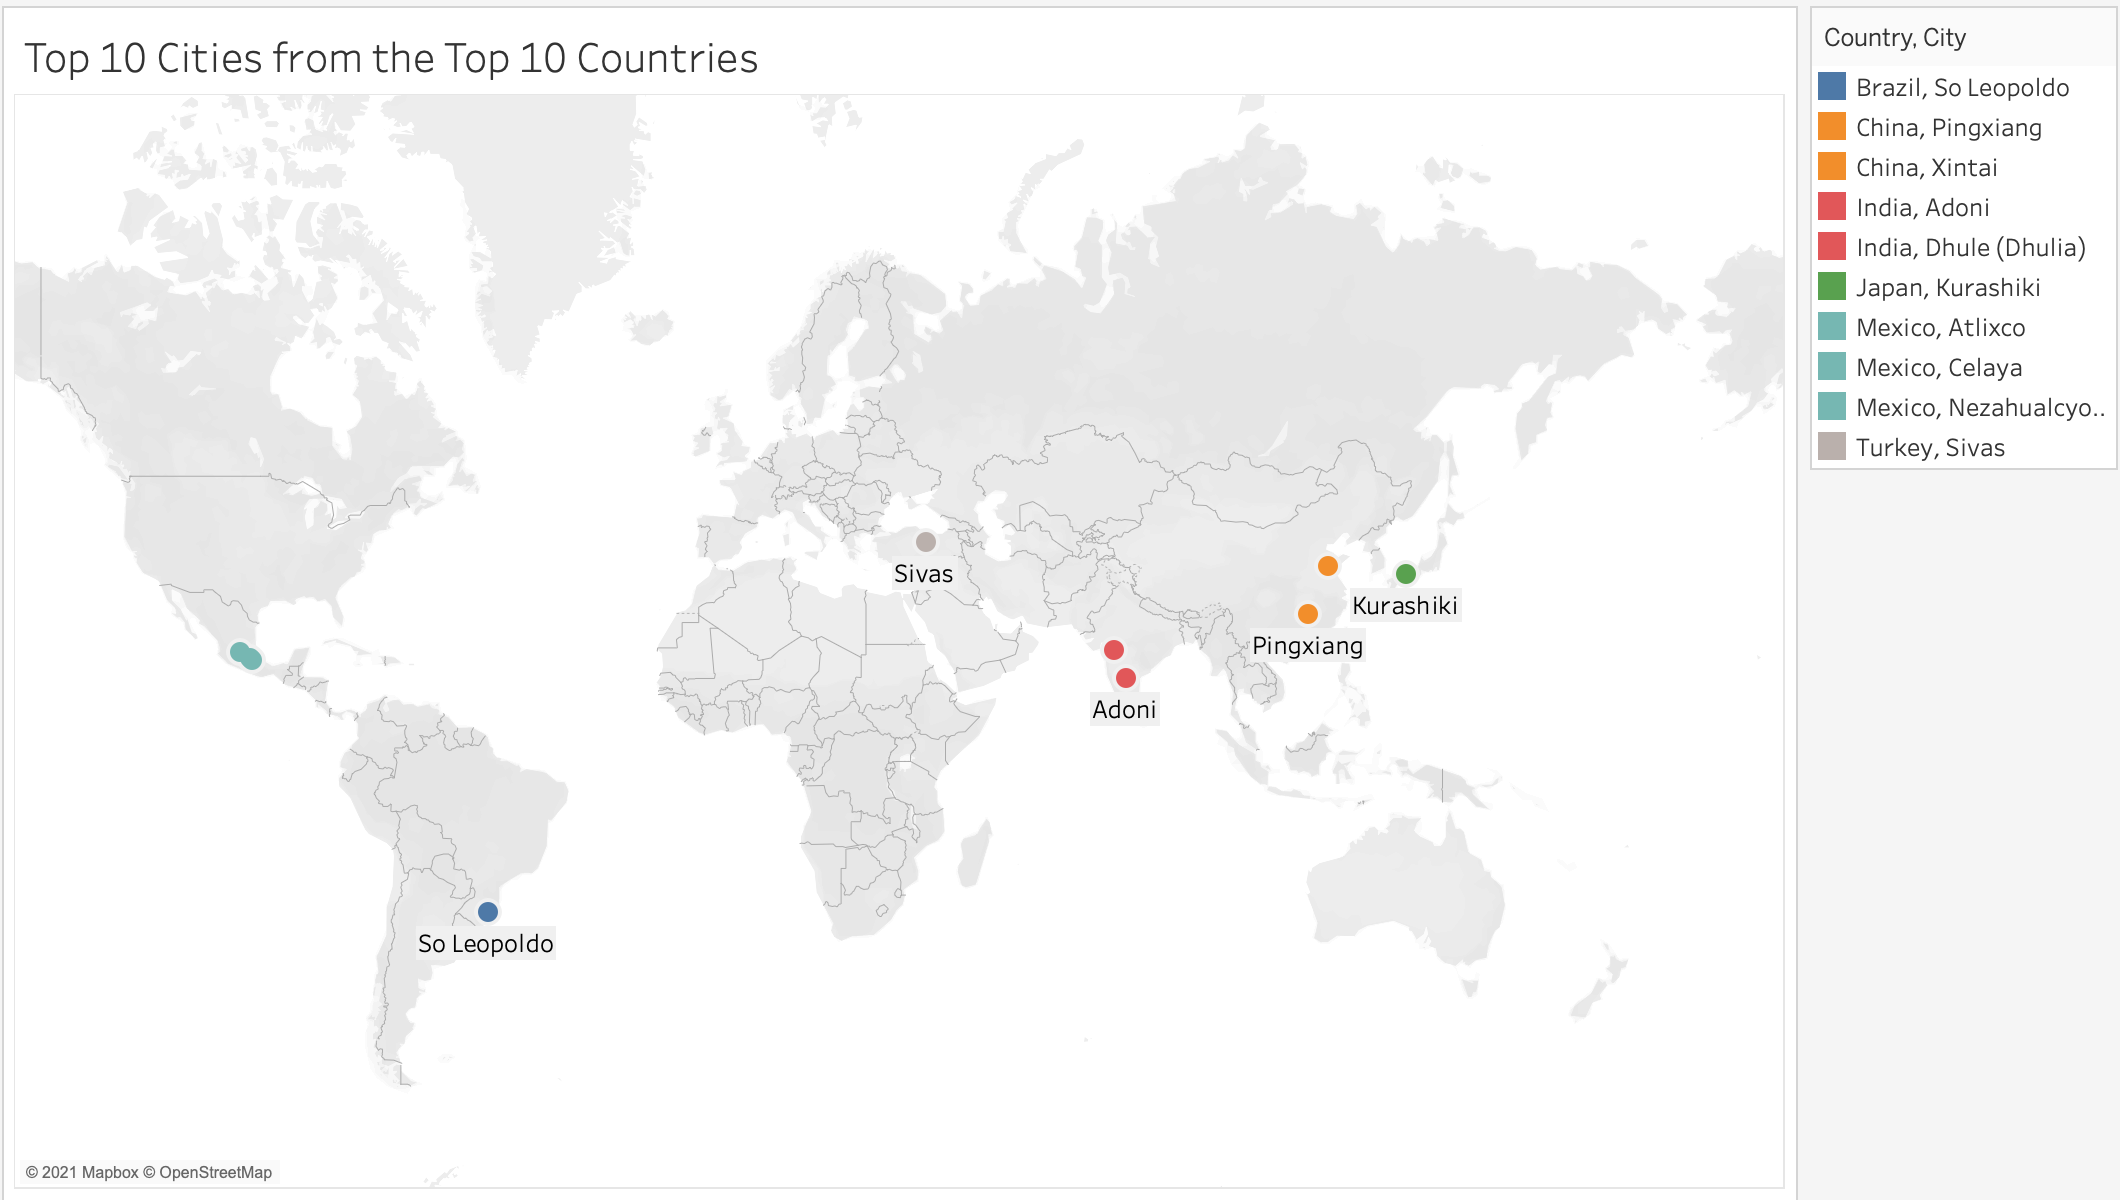 Top 10 Cities from the Top 10 Countries
Country, City
Brazil, So Leopoldo
China, Pingxiang
China, Xintai
India, Adoni
India, Dhule (Dhulia)
Japan, Kurashiki
Mexico, Atlixco
Mexico, Celaya
Mexico, Nezahualcyo..
Turkey, Sivas
Sivas
Kurashiki
Pingxiang
Adoni
So Leopoldo
© 2021 Mapbox © OpenStreetMap